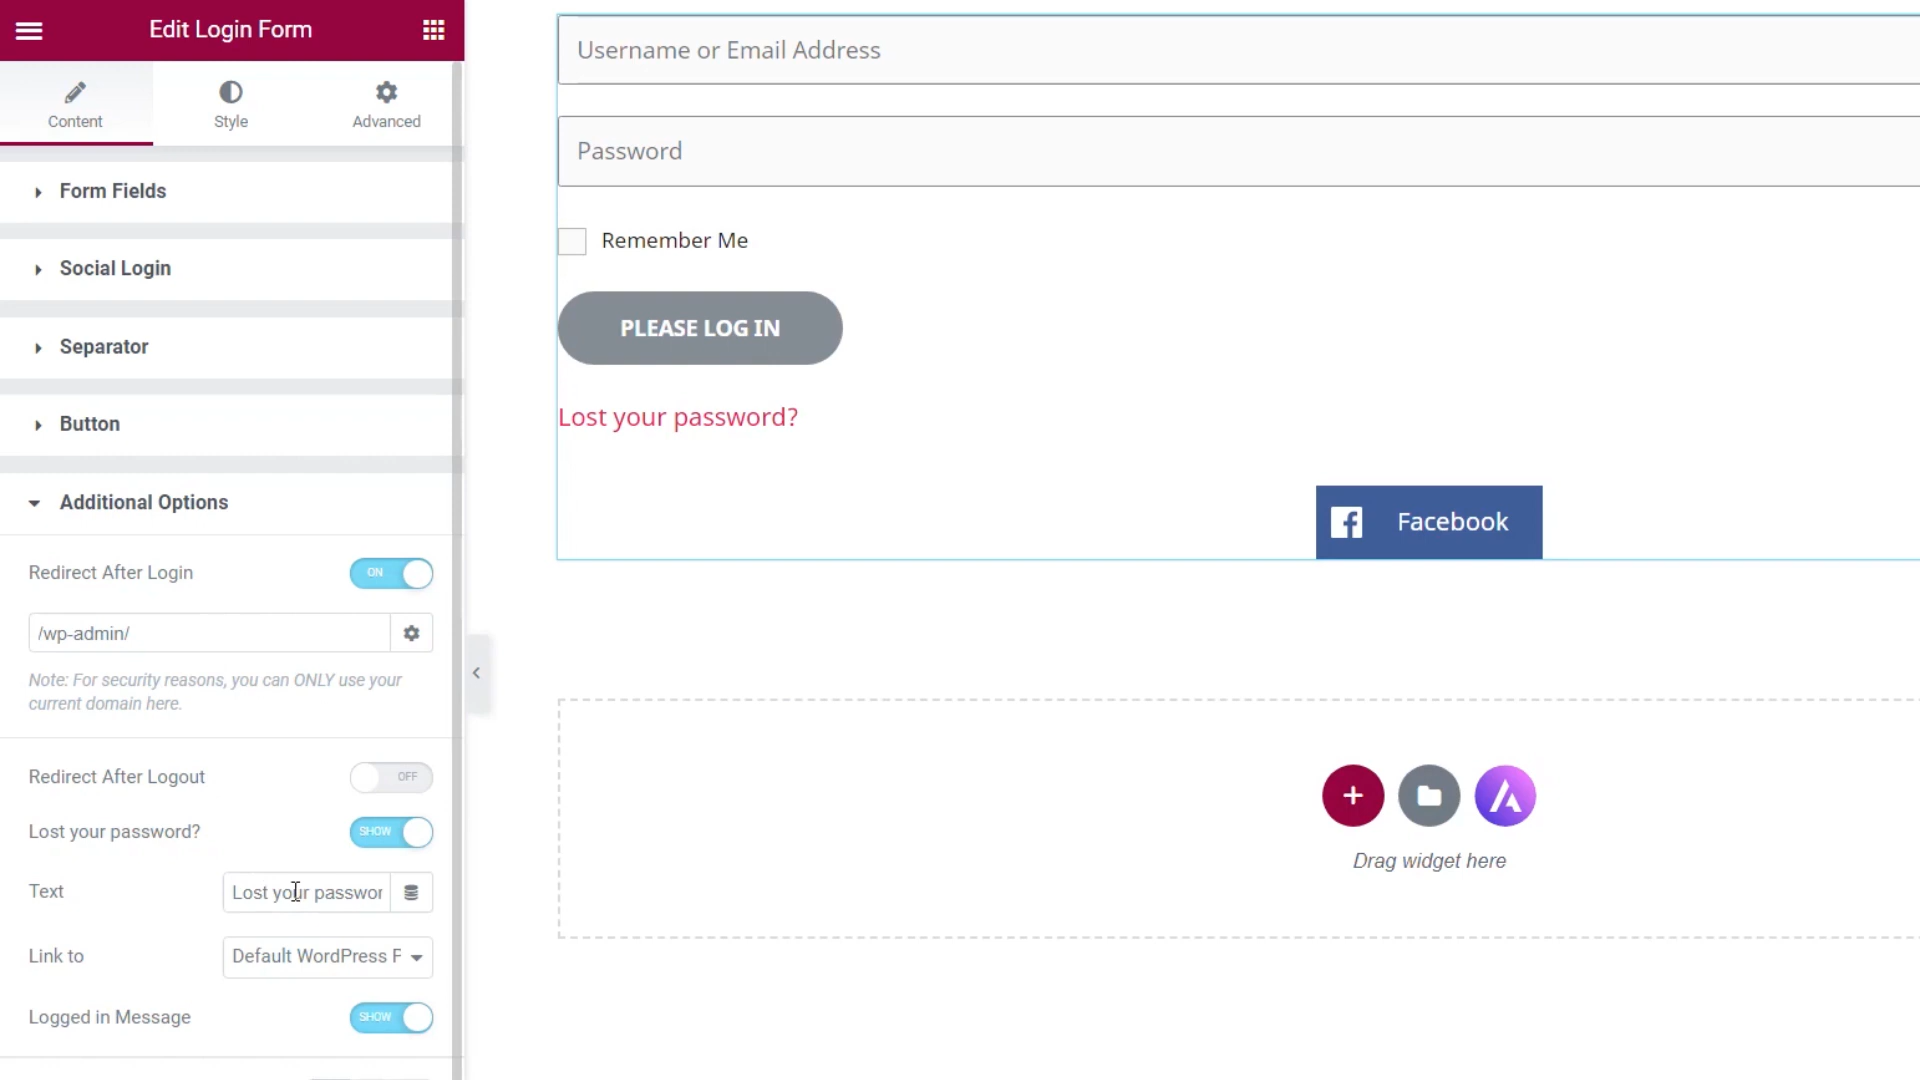 Edit Login Form
Content
Style
Advanced
Form Fields
Social Login
Separator
Button
Additional Options
Redirect After Login
ON
/wp-admin/
Note: For security reasons, you can ONLY use your
current domain here.
Redirect After Logout
OFF
Lost your password?
SHOW
Text
Lost your passwor
Link to
Default WordPress F
Logged in Message
SHOW
Username or Email Address
Password
Remember Me
PLEASE LOG IN
Lost your password?
Facebook
Drag widget here